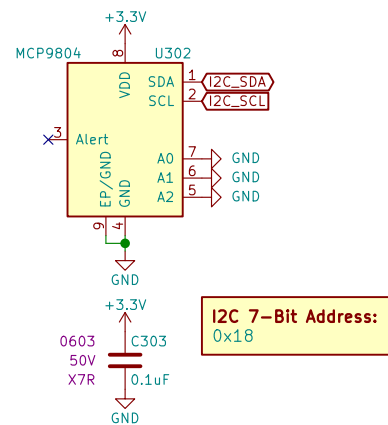 +3.3V
MCP9804
U302
8
VDD
SDA 1 I2C_SDA
SCL 2 I2C_SCL
3 Alert
A0 7 GND
A1 6 GND
A2 5 GND
EP/GND
GND
9
4
GND
+3.3V
0603 C303
50V
X7R 0.1uF
GND
I2C 7-Bit Address:
0x18